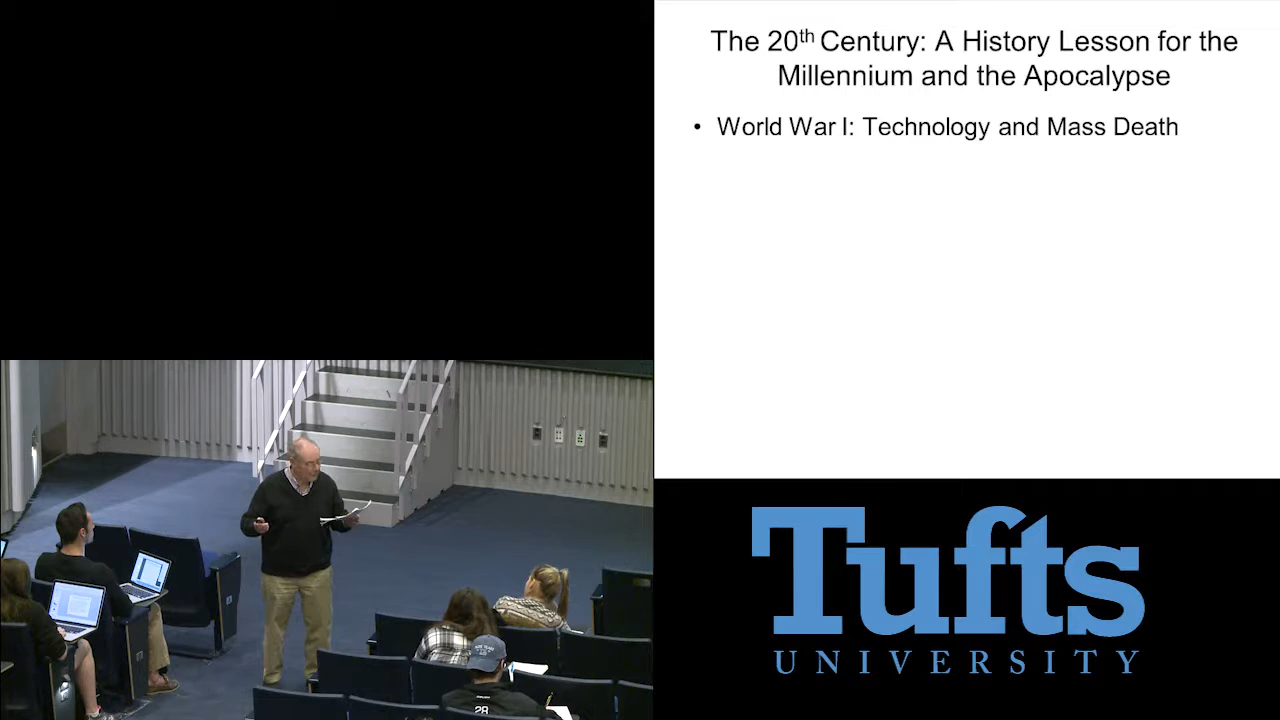 The 20th Century: A History Lesson for the
Millennium and the Apocalypse
• World War I: Technology and Mass Death
Tufts
UNIVERSITY
28